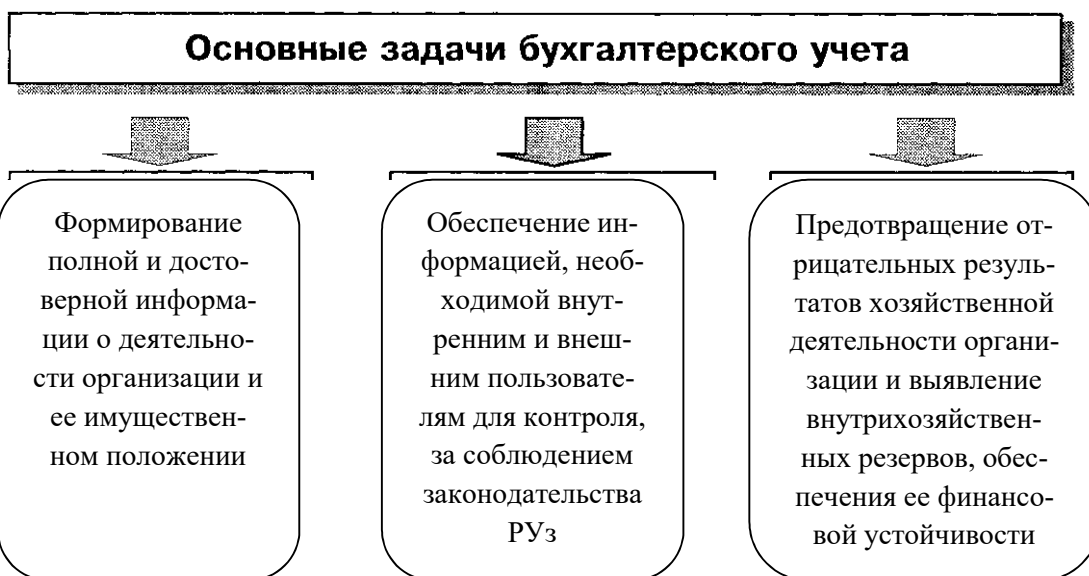 Основные задачи бухгалтерского учета
Формирование
полной и досто-
верной информа-
ции о деятельно-
сти организации и
ее имуществен-
ном положении
Обеспечение ин-
формацией, необ-
ходимой внут-
ренним и внеш-
ним пользовате-
лям для контроля,
за соблюдением
законодательства
РУз
Предотвращение от-
рицательных резуль-
татов хозяйственной
деятельности органи-
зации и выявление
внутрихозяйствен-
ных резервов, обес-
печения ее финансо-
вой устойчивости